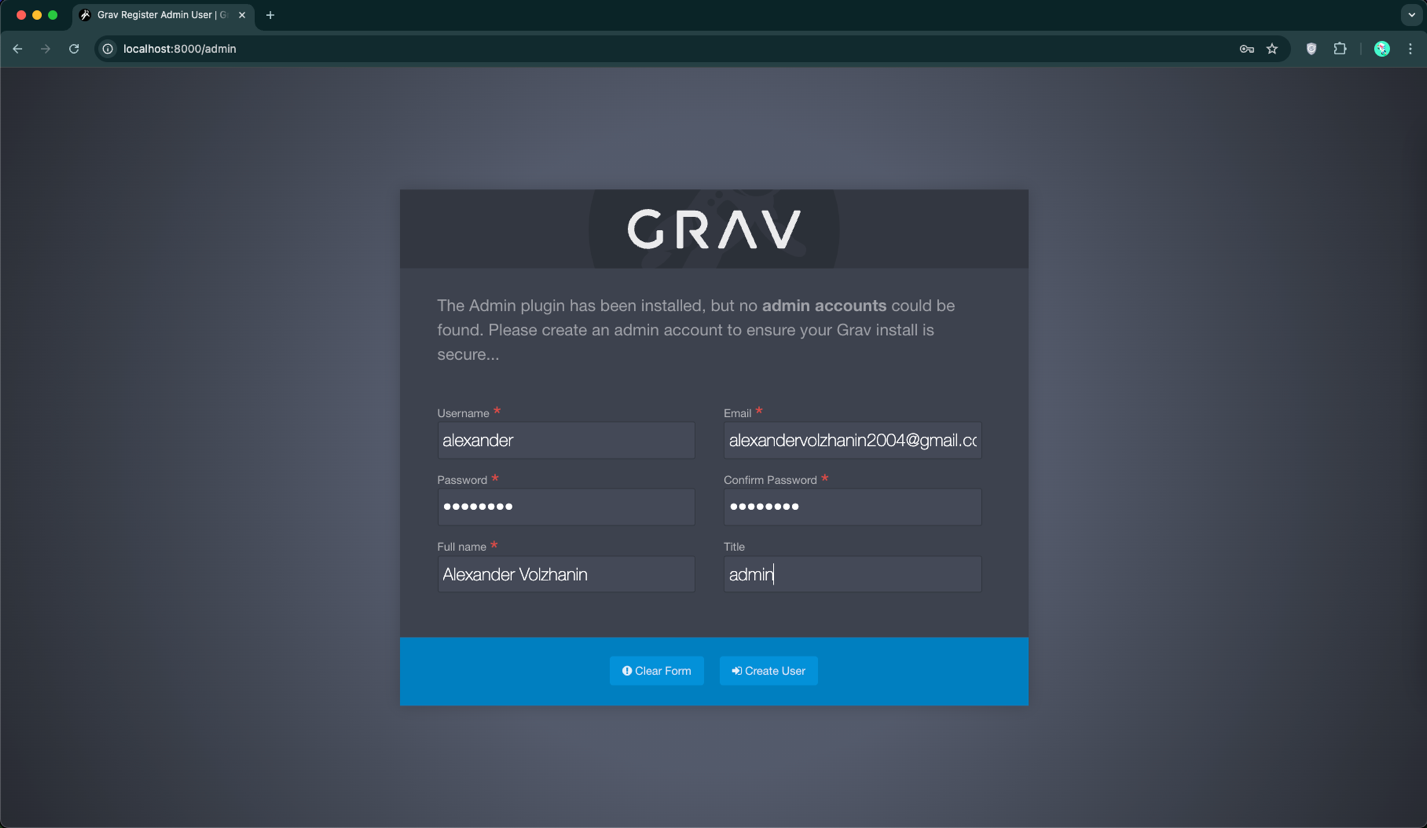 Grav Register Admin User | G
localhost:8000/admin
GRAV
The Admin plugin has been installed, but no admin accounts could be
found. Please create an admin account to ensure your Grav install is
secure...
Username *
Email *
alexander
alexandervolzhanin2004@gmail.cc
Password *
Confirm Password *
••••••••
••••••••
Full name *
Title
Alexander Volzhanin
admin
Clear Form
Create User